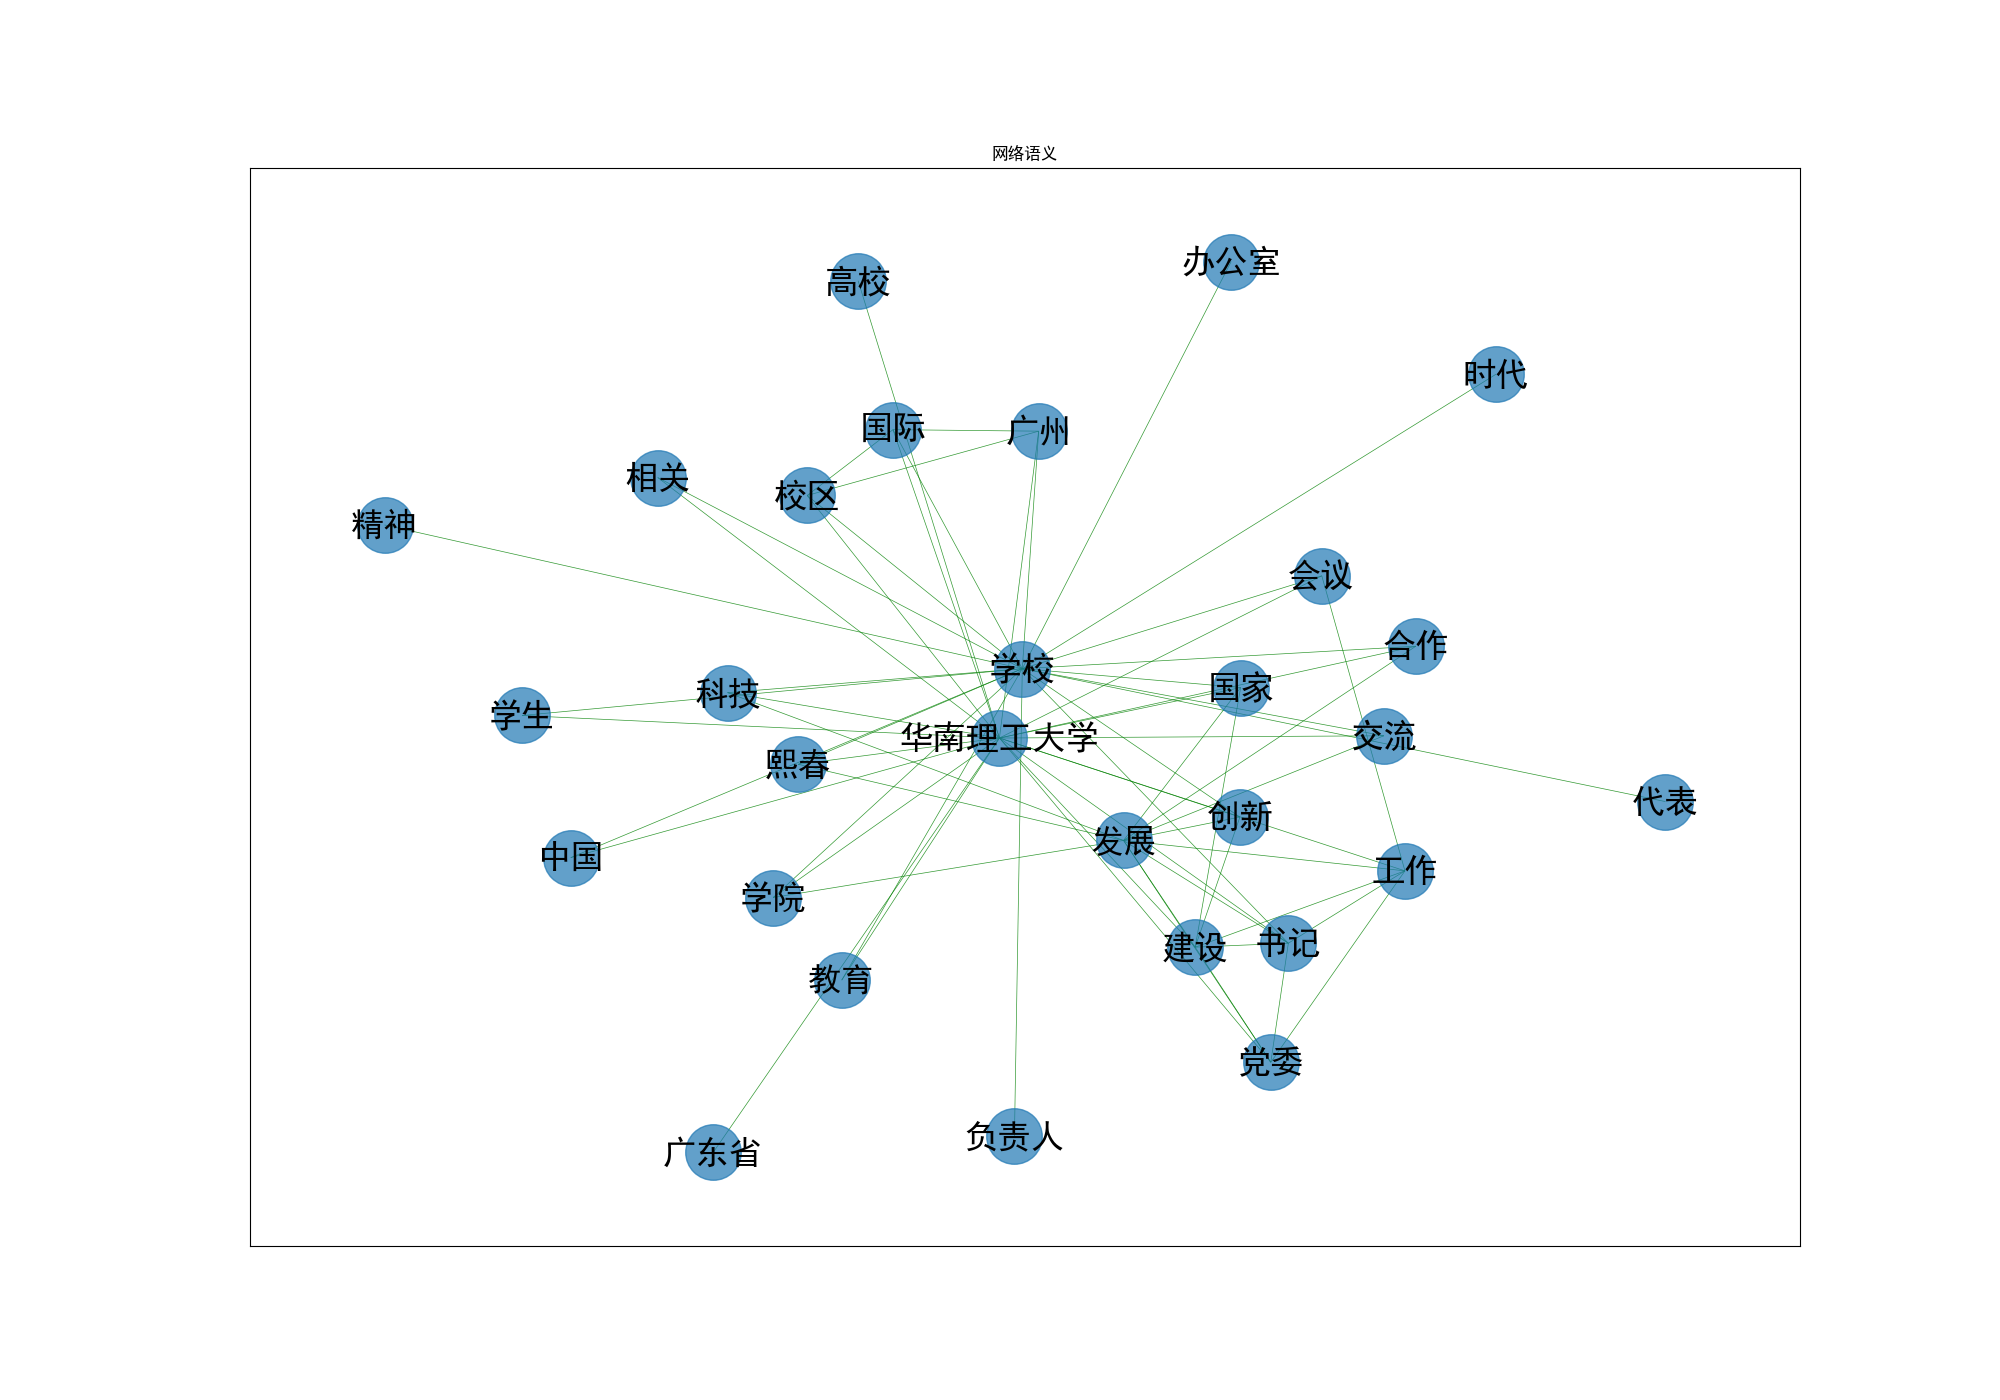 网络语义
办公室
高校
时代
国际
广州
相关
校区
精神
会议
合作
学校
国家
科技
学生
华南理工大学
交流
熙春
代表
创新
发展
中国
工作
学院
书记
建设
教育
党委
负责人
广东省